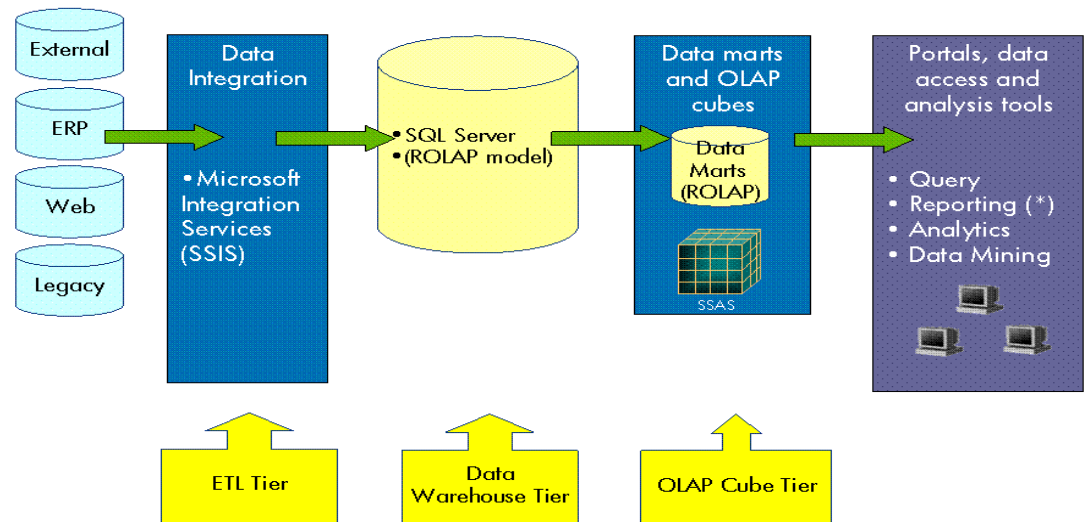 External
ERP
Web
Legacy
Data
Integration
• Microsoft
Integration
Services
(SSIS)
• SQL Server
• (ROLAP model)
Data marts
and OLAP
cubes
Data
Marts
(ROLAP)
SSAS
Portals, data
access and
analysis tools
• Query
• Reporting (*)
• Analytics
• Data Mining
ETL Tier
Data
Warehouse Tier
OLAP Cube Tier